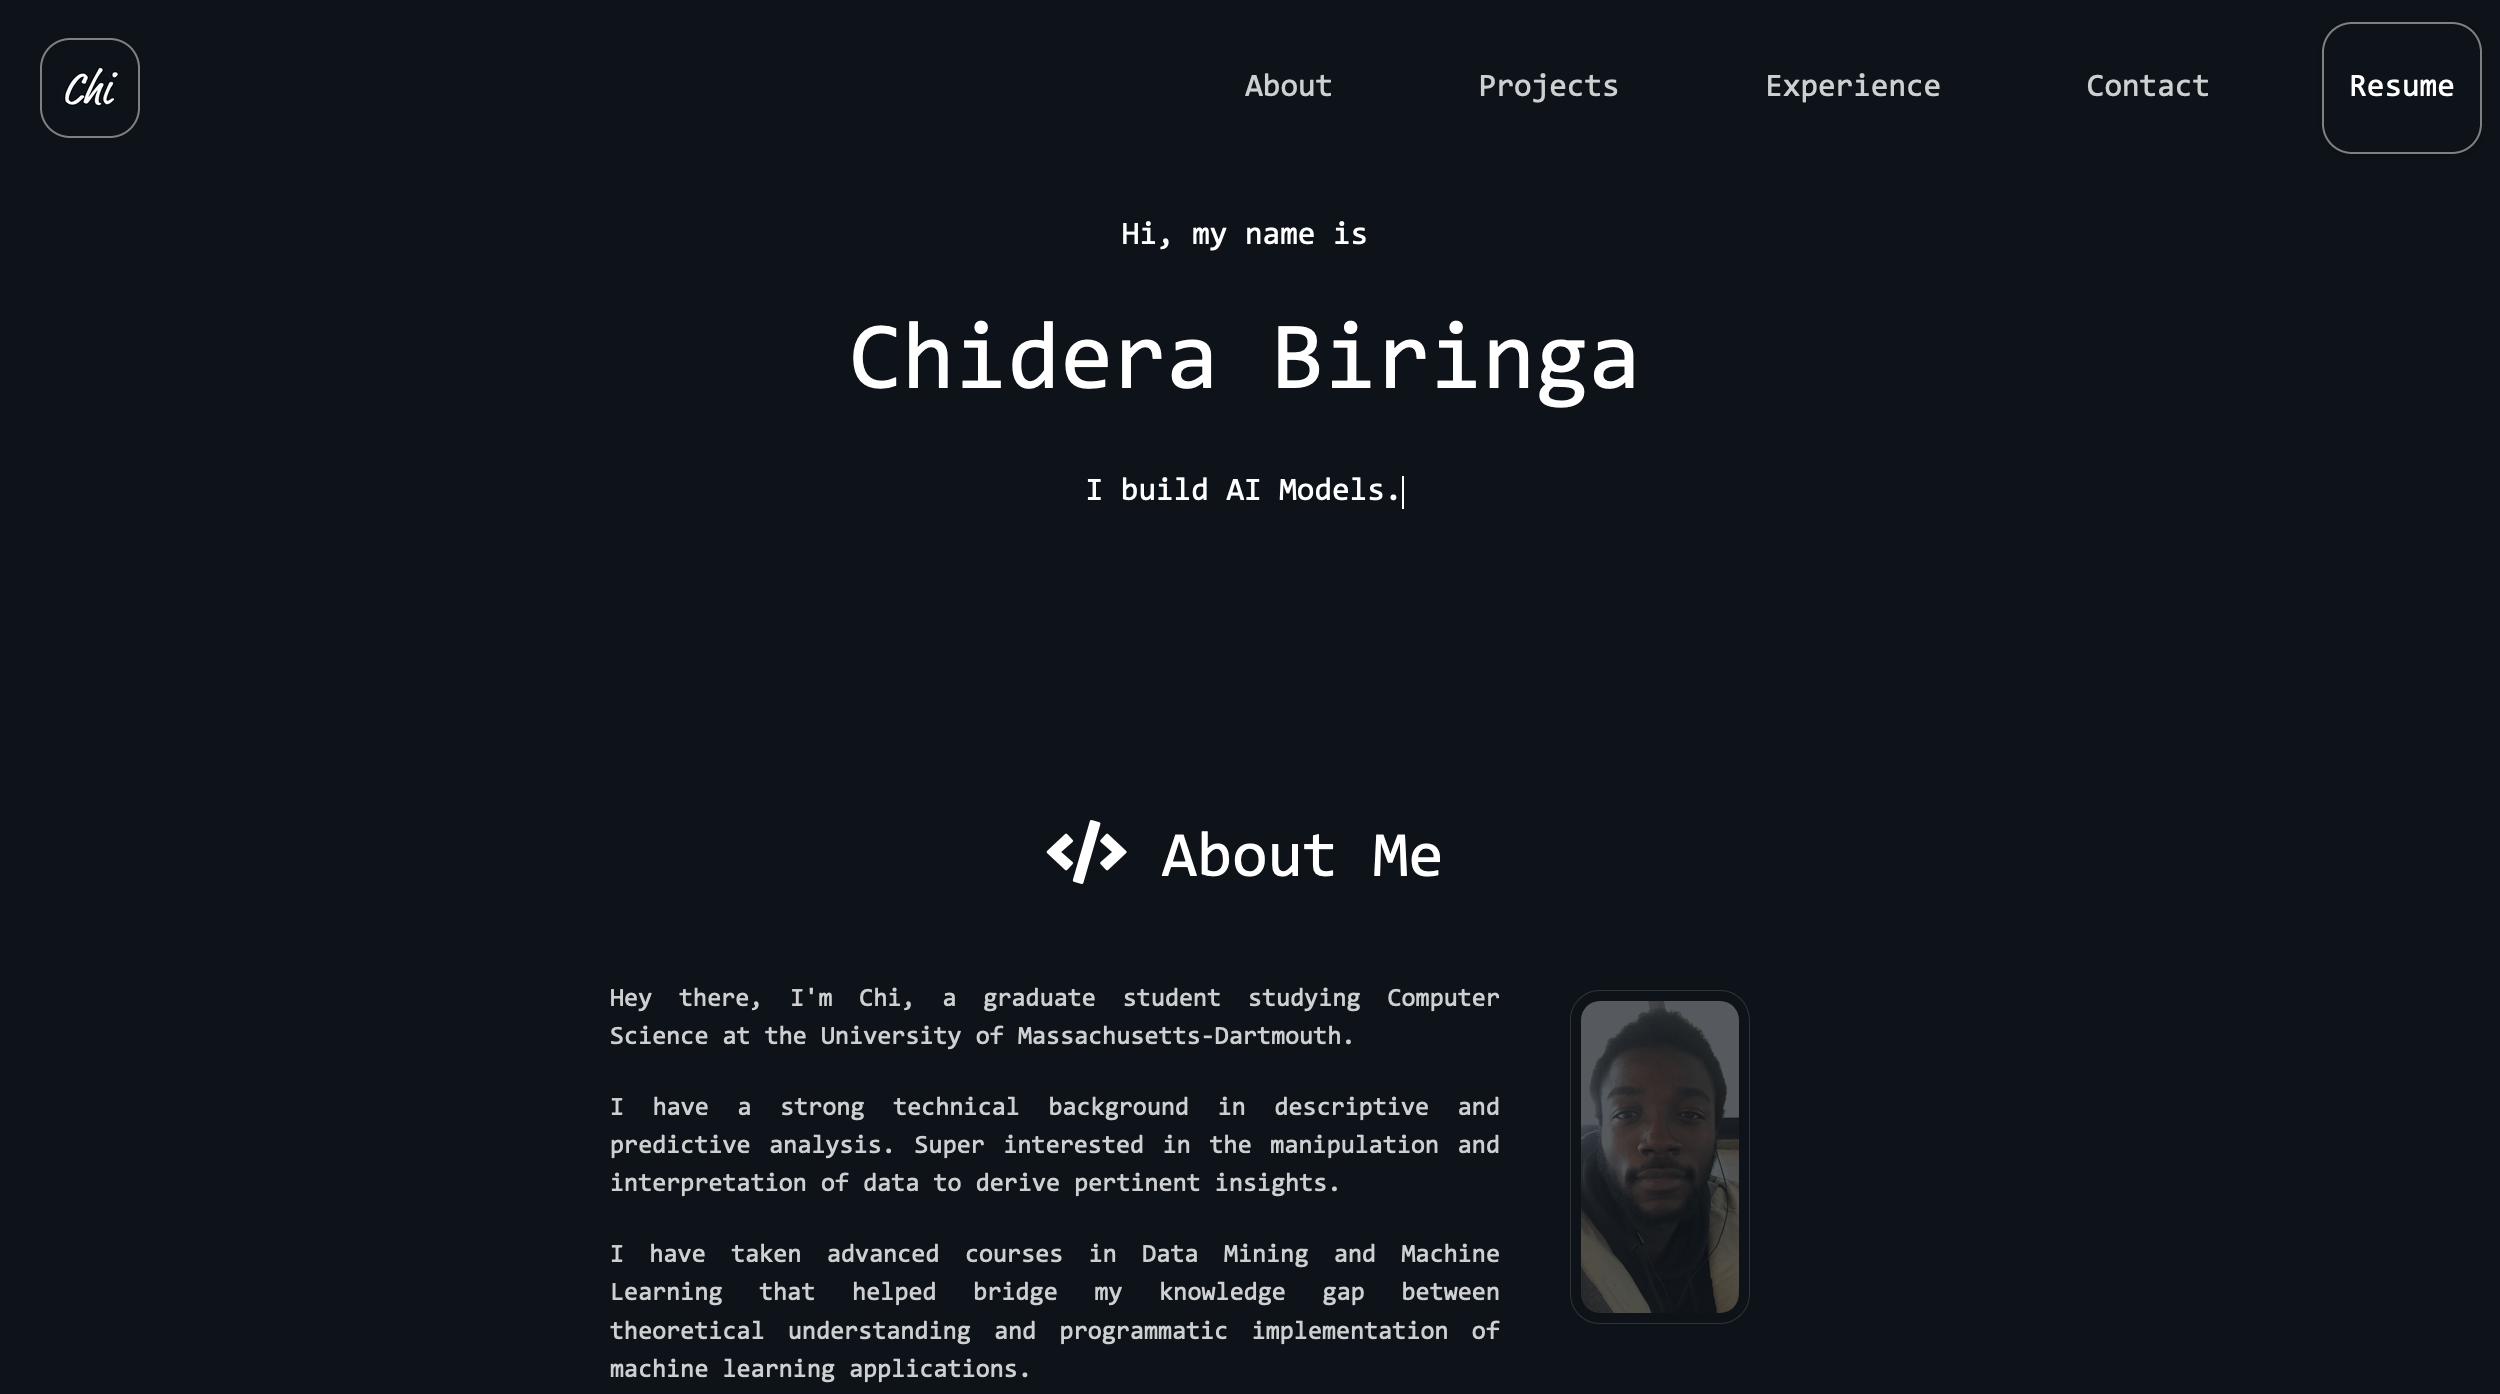 Chi
About
Projects
Experience
Contact
Resume
Hi, my name is
Chidera Biringa
I build AI Models.
</> About Me
Hey there, I'm Chi, a graduate student studying Computer
Science at the University of Massachusetts-Dartmouth.
I have a strong technical background in descriptive and
predictive analysis. Super interested in the manipulation and
interpretation of data to derive pertinent insights.
I have taken advanced courses in Data Mining and Machine
Learning that helped bridge my knowledge gap between
theoretical understanding and programmatic implementation of
machine learning applications.